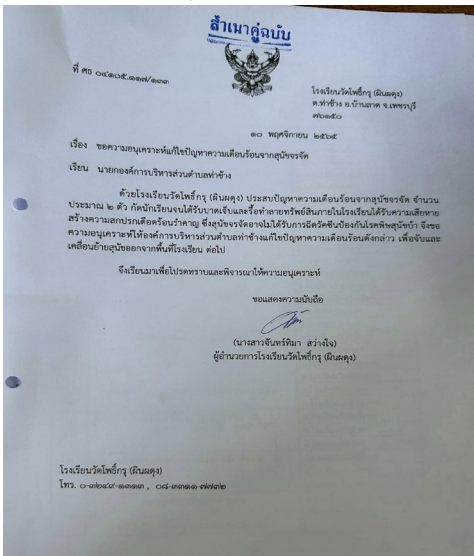 สำเนาคู่ฉบับ
ที่ ศธ ๐๔๑๐๕.๑๑๗/๑๓๓
โรงเรียนวัดโพธิ์กรุ (ผินผดุง)
ต.ท่าช้าง อ.บ้านลาด จ.เพชรบุรี
๗๖๑๕๐
๑๐ พฤศจิกายน ๒๕๖๕
เรื่อง ขอความอนุเคราะห์แก้ไขปัญหาความเดือนร้อนจากสุนัขจรจัด
เรียน นายกองค์การบริหารส่วนตำบลท่าช้าง
ด้วยโรงเรียนวัดโพธิ์กรุ (ผินผดุง) ประสบปัญหาความเดือนร้อนจากสุนัขจรจัด จำนวน
ประมาณ ๒ ตัว กัดนักเรียนจนได้รับบาดเจ็บและรื้อทำลายทรัพย์สินภายในโรงเรียนได้รับความเสียหาย
สร้างความสกปรกเดือดร้อนรำคาญ ซึ่งสุนัขจรจัดอาจไม่ได้รับการฉีดวัคซีนป้องกันโรคพิษสุนัขบ้า จึงขอ
ความอนุเคราะห์ให้องค์การบริหารส่วนตำบลท่าช้างแก้ไขปัญหาความเดือนร้อนดังกล่าว เพื่อจับและ
เคลื่อนย้ายสุนัขออกจากพื้นที่โรงเรียน ต่อไป
จึงเรียนมาเพื่อโปรดทราบและพิจารณาให้ความอนุเคราะห์
ขอแสดงความนับถือ
(นางสาวจันทร์ทิมา สว่างใจ)
ผู้อำนวยการโรงเรียนวัดโพธิ์กรุ (ผินผดุง)
โรงเรียนวัดโพธิ์กรุ (ผินผดุง)
โทร. ๐-๓๒๔๙-๑๓๑๓ , ๐๘-๓๓๑๑-๗๗๓๒